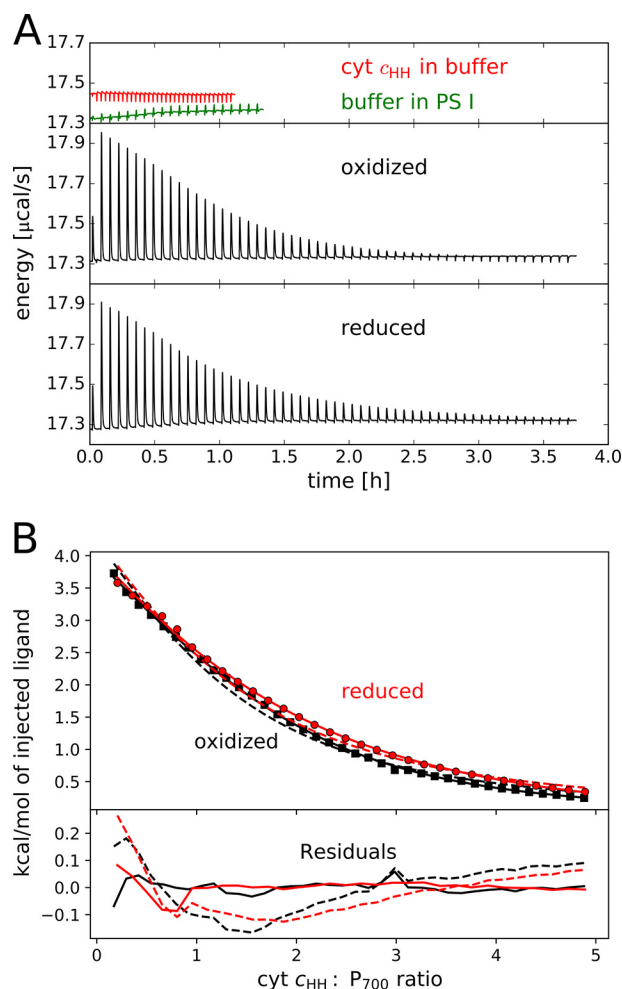 A
17.7
17.5
17.3
cyt cHH in buffer
buffer in PS I
17.9
17.7
17.5
17.3
oxidized
energy [µcal/s]
17.9
17.7
17.5
17.3
reduced
0.0 0.5 1.0 1.5 2.0 2.5 3.0 3.5 4.0
time [h]
B
4.0
3.5
3.0
2.5
2.0
1.5
1.0
0.5
reduced
oxidized
kcal/mol of injected ligand
0.2
0.1
0.0
−0.1
Residuals
0 1 2 3 4 5
cyt cHH : P700 ratio